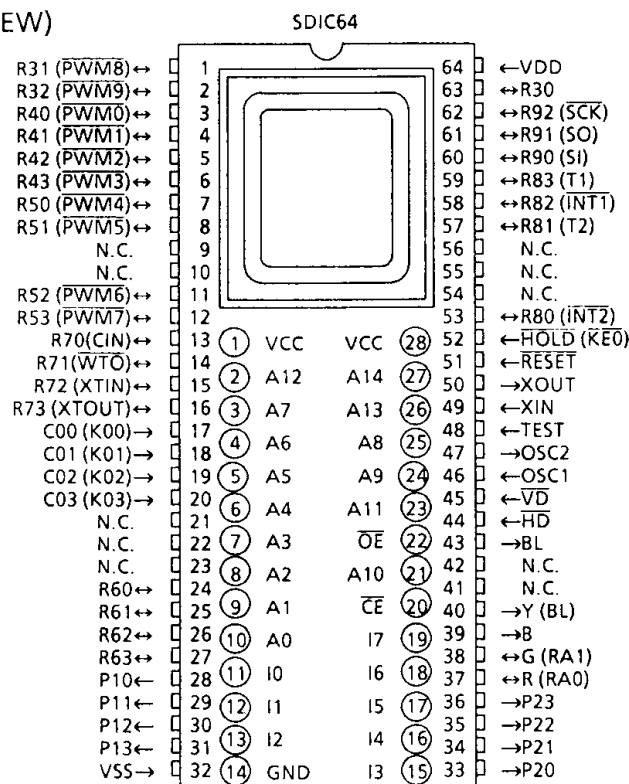 EW)
SDIC64
R31 (PWM8)↔ 1 64 ←VDD
R32 (PWM9)↔ 2 63 ↔R30
R40 (PWM0)↔ 3 62 ↔R92 (SCK)
R41 (PWM1)↔ 4 61 ↔R91 (SO)
R42 (PWM2)↔ 5 60 ↔R90 (SI)
R43 (PWM3)↔ 6 59 ↔R83 (T1)
R50 (PWM4)↔ 7 58 ↔R82 (INT1)
R51 (PWM5)↔ 8 57 ↔R81 (T2)
N.C. 9 56 N.C.
N.C. 10 55 N.C.
R52 (PWM6)↔ 11 54 N.C.
R53 (PWM7)↔ 12 53 ↔R80 (INT2)
R70(CIN)↔ 13 1 VCC VCC 28 52 ←HOLD (KE0)
R71(WTO)↔ 14 51 ←RESET
R72 (XTIN)↔ 15 2 A12 A14 27 50 →XOUT
R73 (XTOUT)↔ 16 3 A7 A13 26 49 ←XIN
C00 (K00)→ 17 48 ←TEST
C01 (K01)→ 18 4 A6 A8 25 47 →OSC2
C02 (K02)→ 19 5 A5 A9 24 46 ←OSC1
C03 (K03)→ 20 6 A4 A11 23 45 ←VD
N.C. 21 44 ←HD
N.C. 22 7 A3 OE 22 43 →BL
N.C. 23 8 A2 A10 21 42 N.C.
R60↔ 24 41 N.C.
R61↔ 25 9 A1 CE 20 40 →Y (BL)
R62↔ 26 10 A0 I7 19 39 →B
R63↔ 27 38 ↔G (RA1)
P10← 28 11 I0 I6 18 37 ↔R (RA0)
P11← 29 12 I1 I5 17 36 →P23
P12← 30 35 →P22
P13← 31 13 I2 I4 16 34 →P21
VSS→ 32 14 GND I3 15 33 →P20